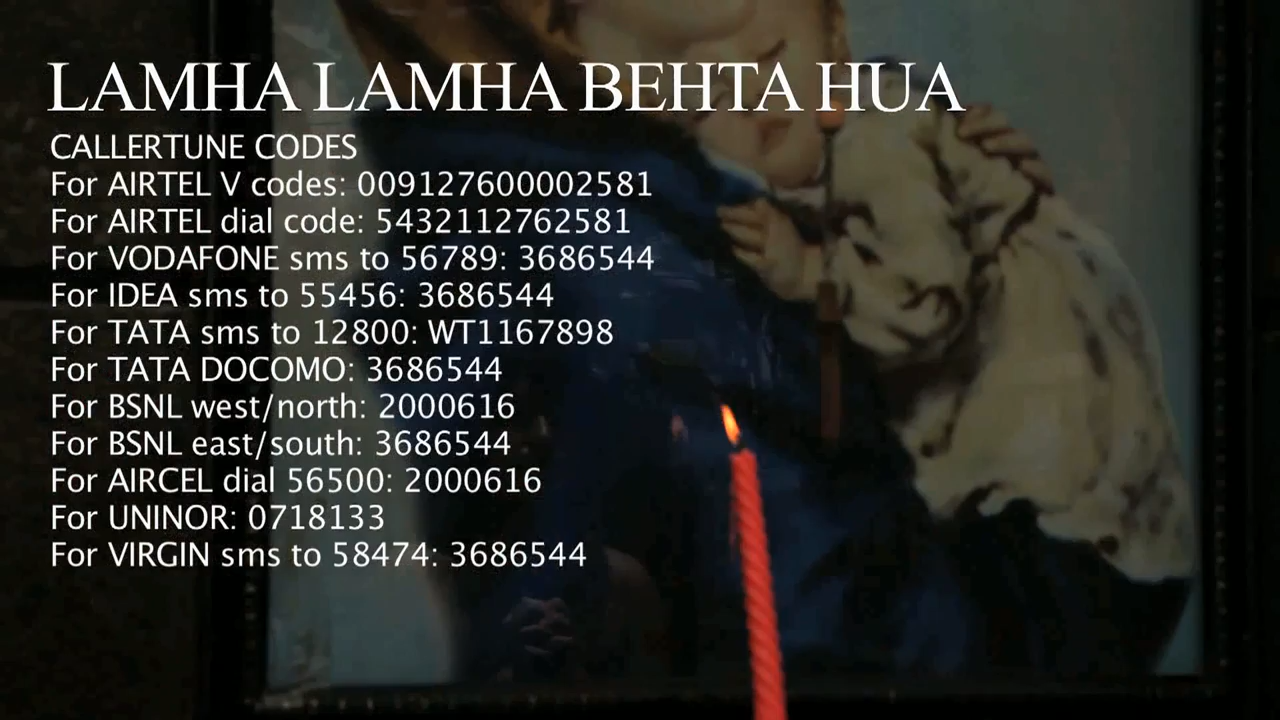 LAMHA LAMHA BEHTA HUA
CALLERTUNE CODES
For AIRTEL V codes: 009127600002581
For AIRTEL dial code: 5432112762581
For VODAFONE sms to 56789: 3686544
For IDEA sms to 55456: 3686544
For TATA sms to 12800: WT1167898
For TATA DOCOMO: 3686544
For BSNL west/north: 2000616
For BSNL east/south: 3686544
For AIRCEL dial 56500: 2000616
For UNINOR: 0718133
For VIRGIN sms to 58474: 3686544